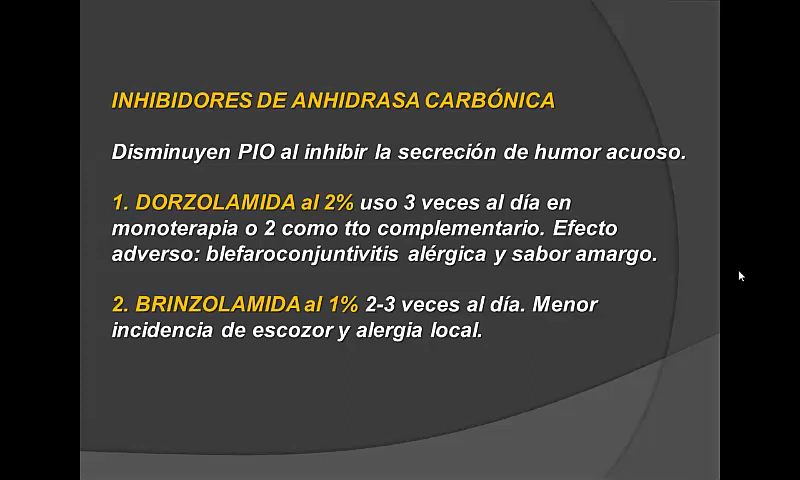 INHIBIDORES DE ANHIDRASA CARBÓNICA
Disminuyen PIO al inhibir la secreción de humor acuoso.
1. DORZOLAMIDA al 2% uso 3 veces al día en
monoterapia o 2 como tto complementario. Efecto
adverso: blefaroconjuntivitis alérgica y sabor amargo.
2. BRINZOLAMIDA al 1% 2-3 veces al día. Menor
incidencia de escozor y alergia local.